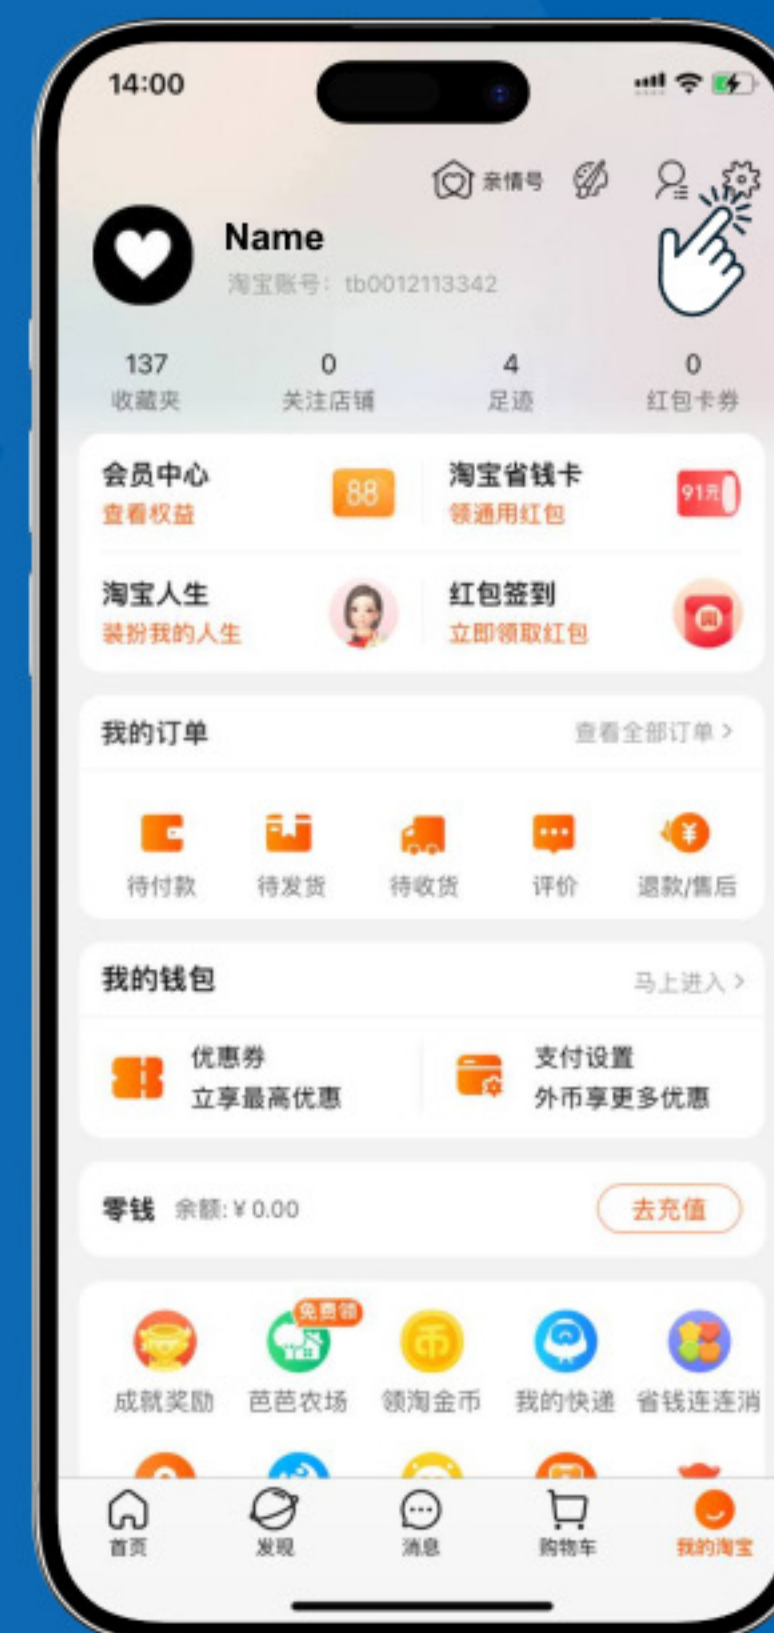 14:00
亲情号
Name
淘宝账号：tb0012113342
137 0 4 0
收藏夹 关注店铺 足迹 红包卡券
会员中心 88 淘宝省钱卡 91元
查看权益 领通用红包
淘宝人生 红包签到
装扮我的人生 立即领取红包 開
我的订单 查看全部订单 >
待付款 待发货 待收货 评价 退款/售后
我的钱包 马上进入 >
优惠券 支付设置
立享最高优惠 外币享更多优惠
零钱 余额:¥0.00 去充值
免费领
币
成就奖励 芭芭农场 领淘金币 我的快递 省钱连连消
首页 发现 消息 购物车 我的淘宝